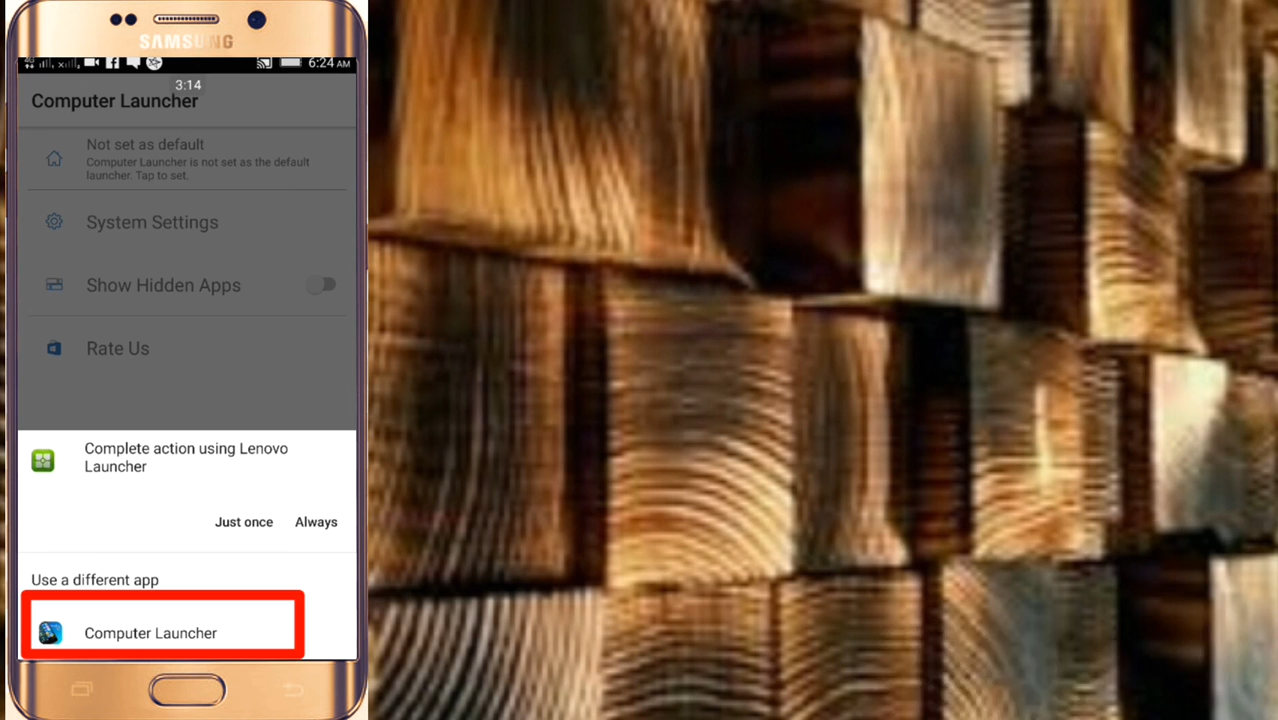 SAMSUNG
4G
6:24 AM
3:14
Computer Launcher
Not set as default
Computer Launcher is not set as the default
launcher. Tap to set.
System Settings
Show Hidden Apps
Rate Us
Complete action using Lenovo
Launcher
Just once Always
Use a different app
Computer Launcher